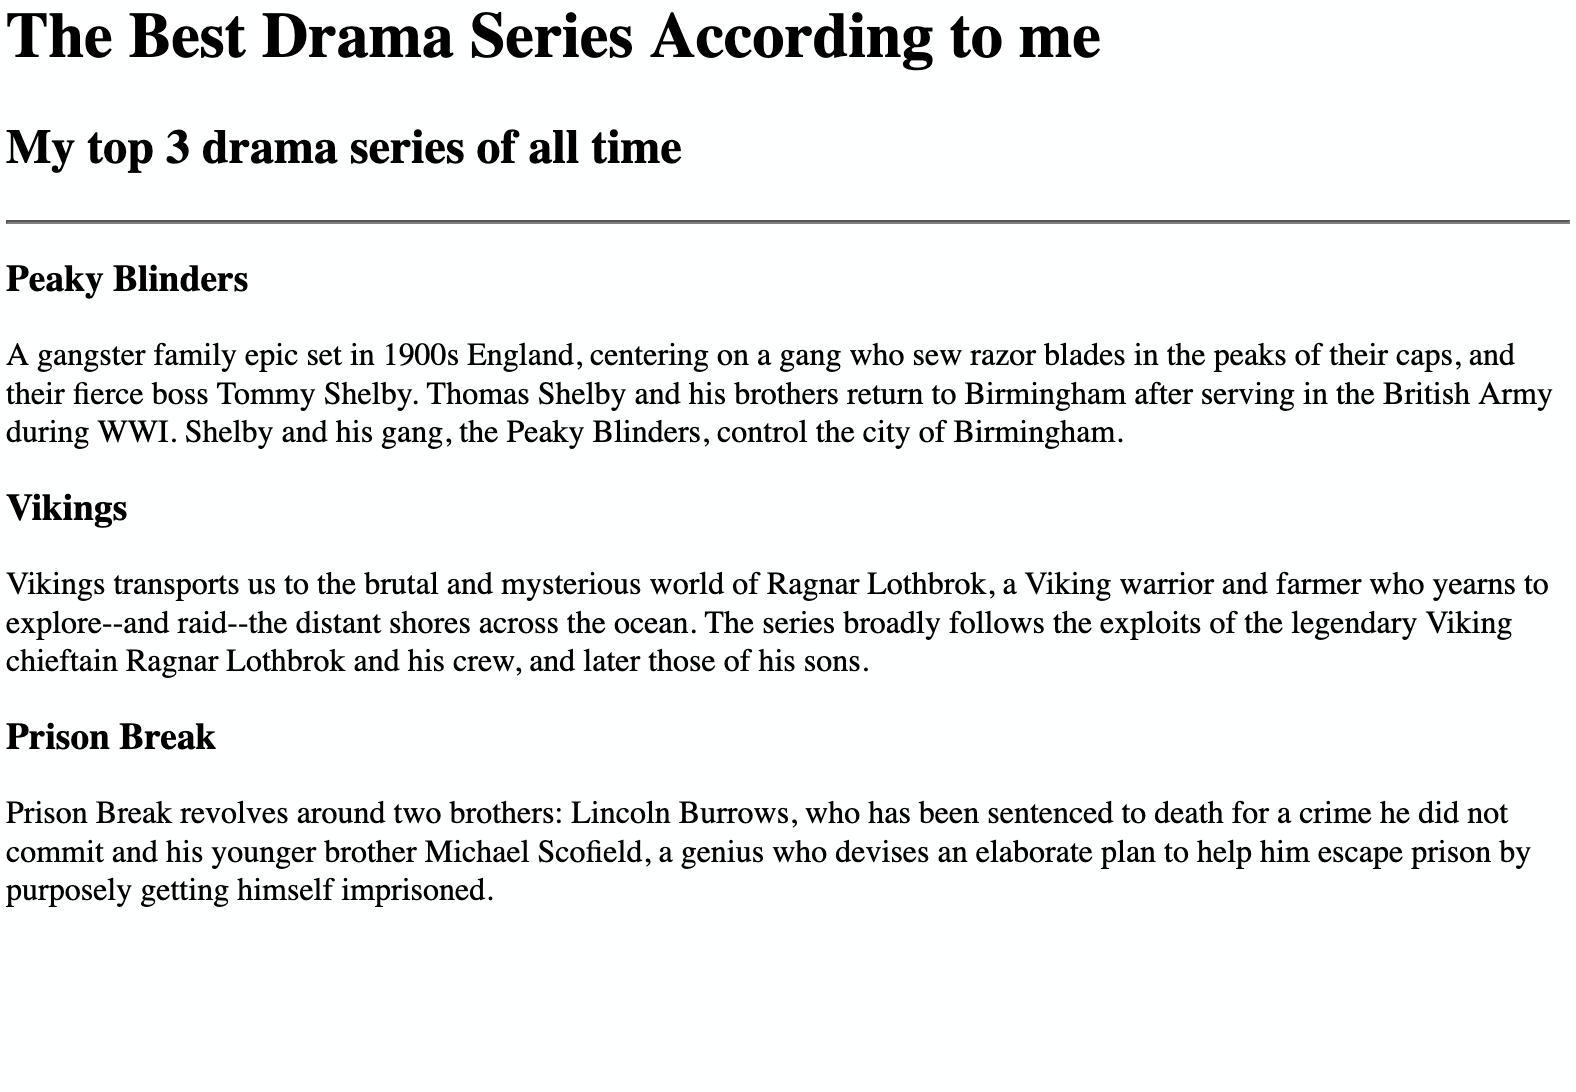 The Best Drama Series According to me
My top 3 drama series of all time
Peaky Blinders
A gangster family epic set in 1900s England, centering on a gang who sew razor blades in the peaks of their caps, and
their fierce boss Tommy Shelby. Thomas Shelby and his brothers return to Birmingham after serving in the British Army
during WWI. Shelby and his gang, the Peaky Blinders, control the city of Birmingham.
Vikings
Vikings transports us to the brutal and mysterious world of Ragnar Lothbrok, a Viking warrior and farmer who yearns to
explore--and raid--the distant shores across the ocean. The series broadly follows the exploits of the legendary Viking
chieftain Ragnar Lothbrok and his crew, and later those of his sons.
Prison Break
Prison Break revolves around two brothers: Lincoln Burrows, who has been sentenced to death for a crime he did not
commit and his younger brother Michael Scofield, a genius who devises an elaborate plan to help him escape prison by
purposely getting himself imprisoned.